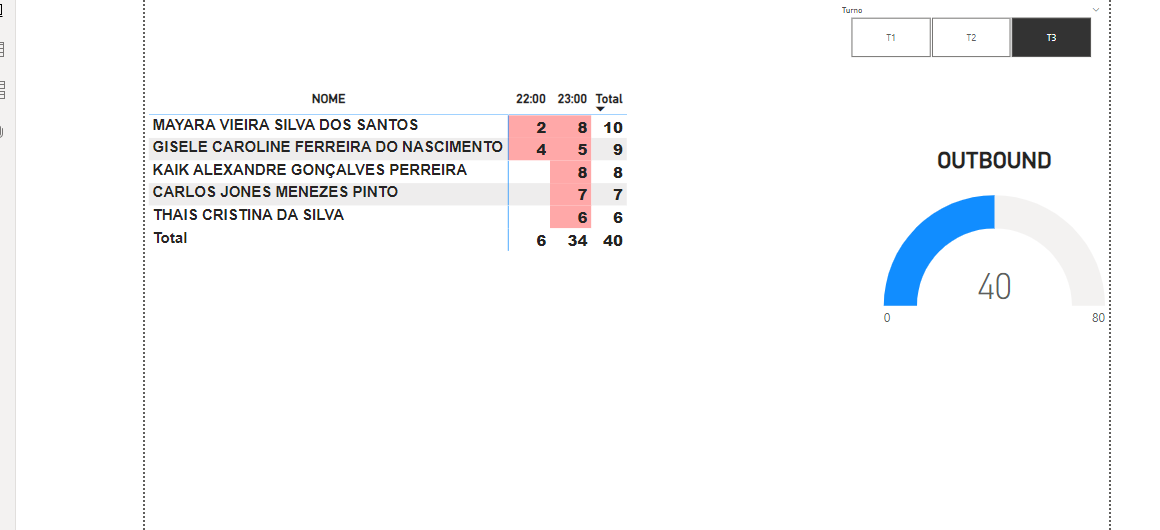 Turno
T1 T2 T3
NOME 22:00 23:00 Total
MAYARA VIEIRA SILVA DOS SANTOS 2 8 10
GISELE CAROLINE FERREIRA DO NASCIMENTO 4 5 9
KAIK ALEXANDRE GONÇALVES PERREIRA 8 8
CARLOS JONES MENEZES PINTO 7 7
THAIS CRISTINA DA SILVA 6 6
Total 6 34 40
OUTBOUND
40
0 80